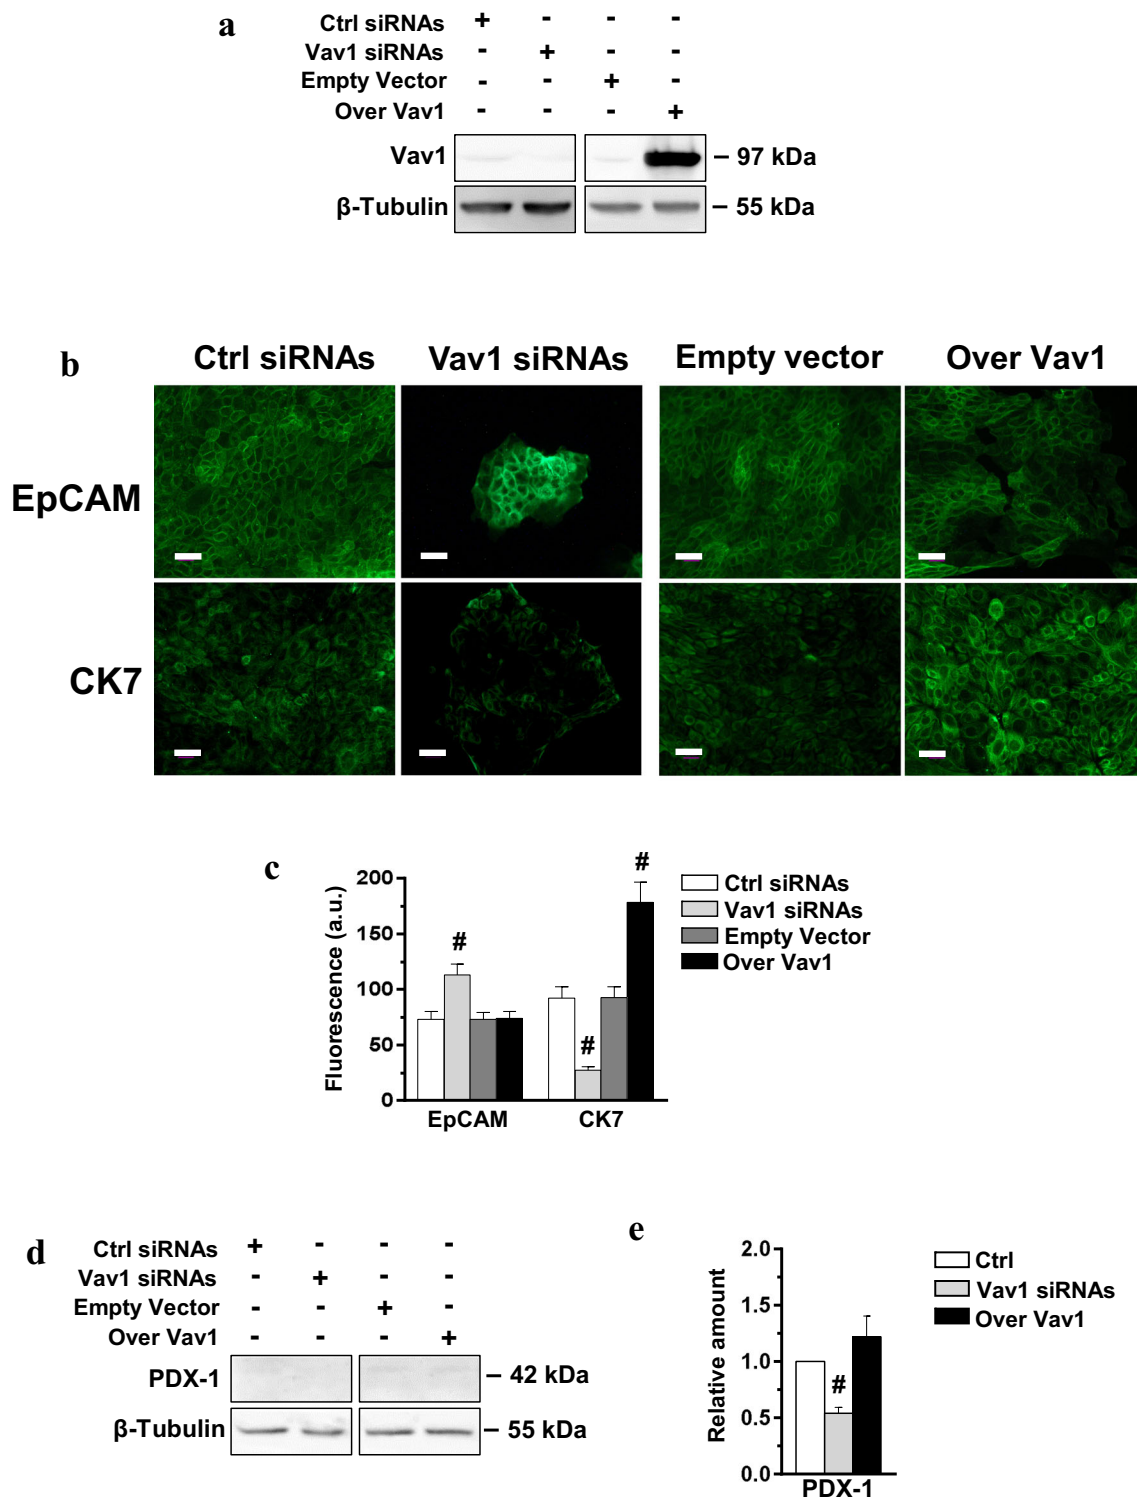 a
Ctrl siRNAs + - - -
Vav1 siRNAs - + - -
Empty Vector - - + -
Over Vav1 - - - +
Vav1 – 97 kDa
β-Tubulin – 55 kDa
b
Ctrl siRNAs Vav1 siRNAs Empty vector Over Vav1
EpCAM
CK7
c
Fluorescence (a.u.)
200
150
100
50
0
# # #
EpCAM CK7
Ctrl siRNAs
Vav1 siRNAs
Empty Vector
Over Vav1
d
Ctrl siRNAs + - - -
Vav1 siRNAs - + - -
Empty Vector - - + -
Over Vav1 - - - +
PDX-1 – 42 kDa
β-Tubulin – 55 kDa
e
Relative amount
2.0
1.5
1.0
0.5
0.0
#
PDX-1
Ctrl
Vav1 siRNAs
Over Vav1